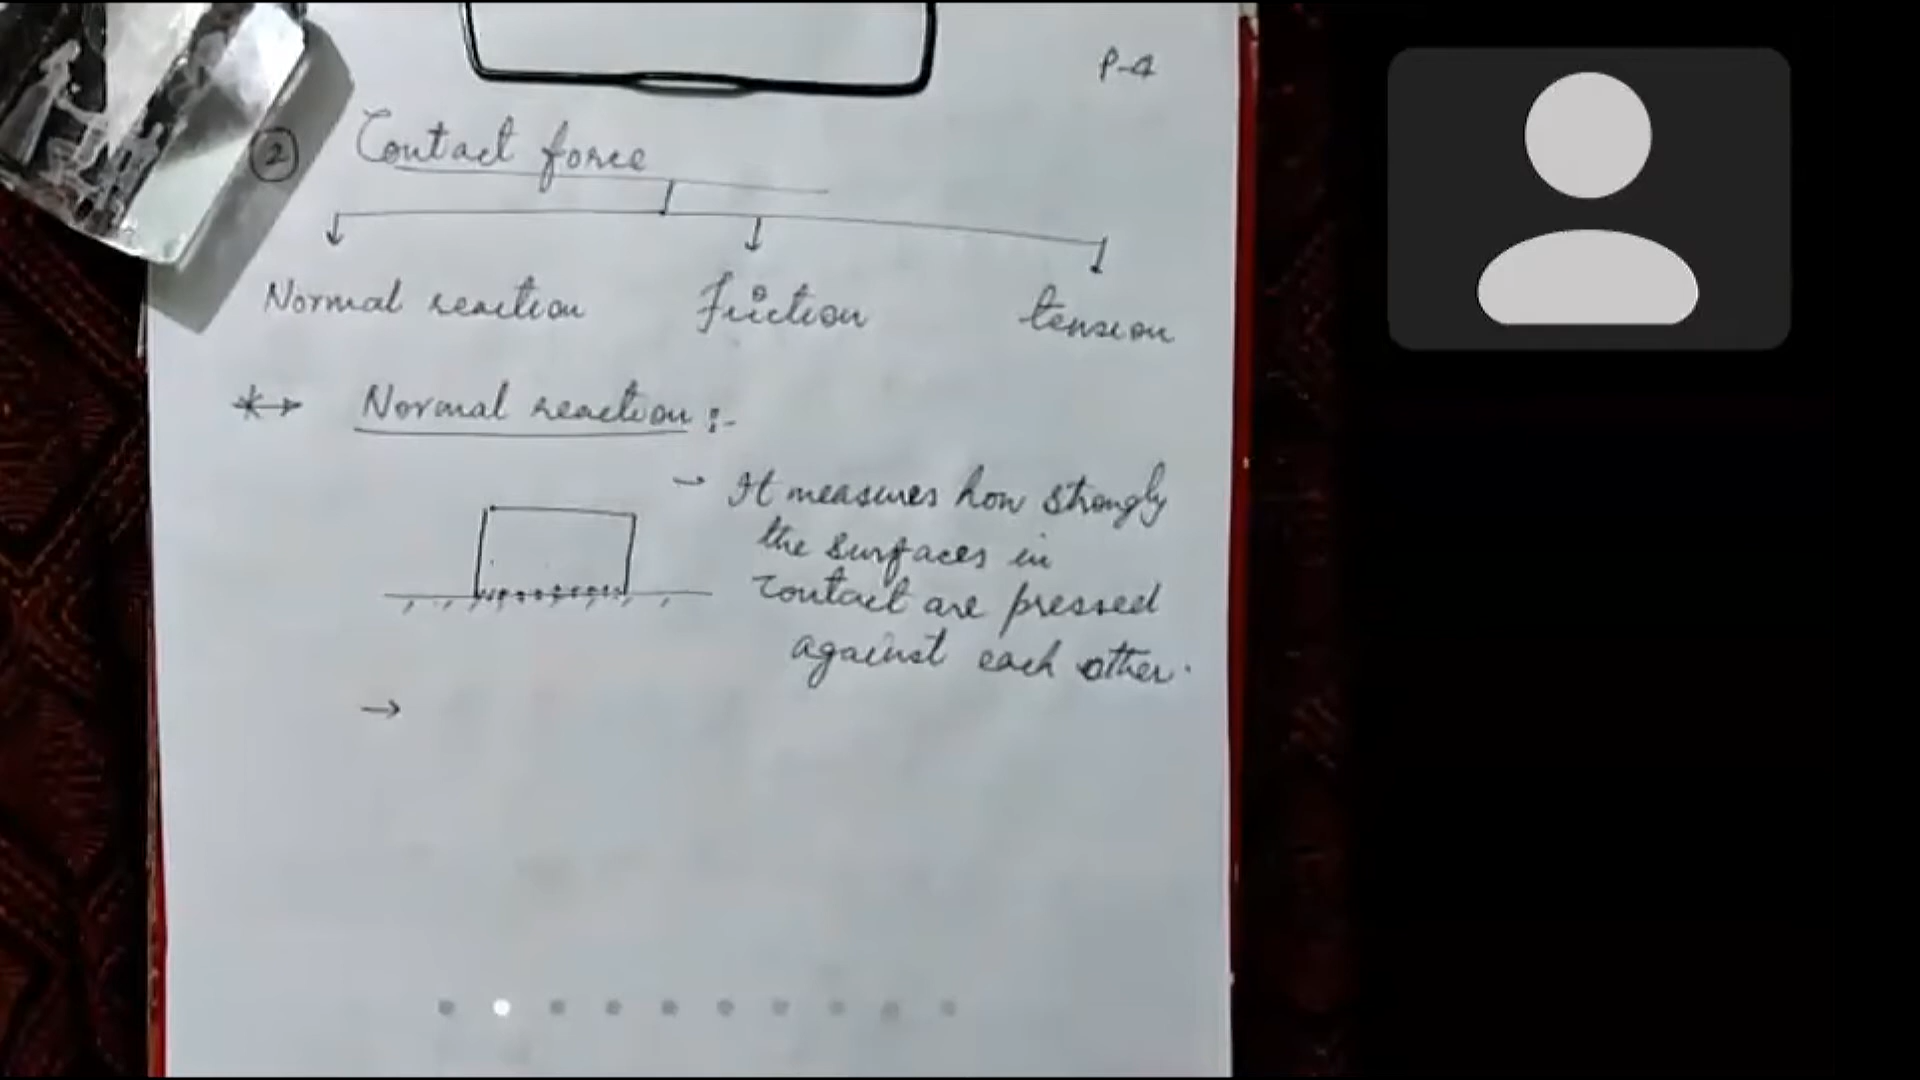 P-4
② Contact force
Normal reaction friction tension
Normal reaction :-
→ It measures how strongly
the surfaces in
contact are pressed
against each other.
→